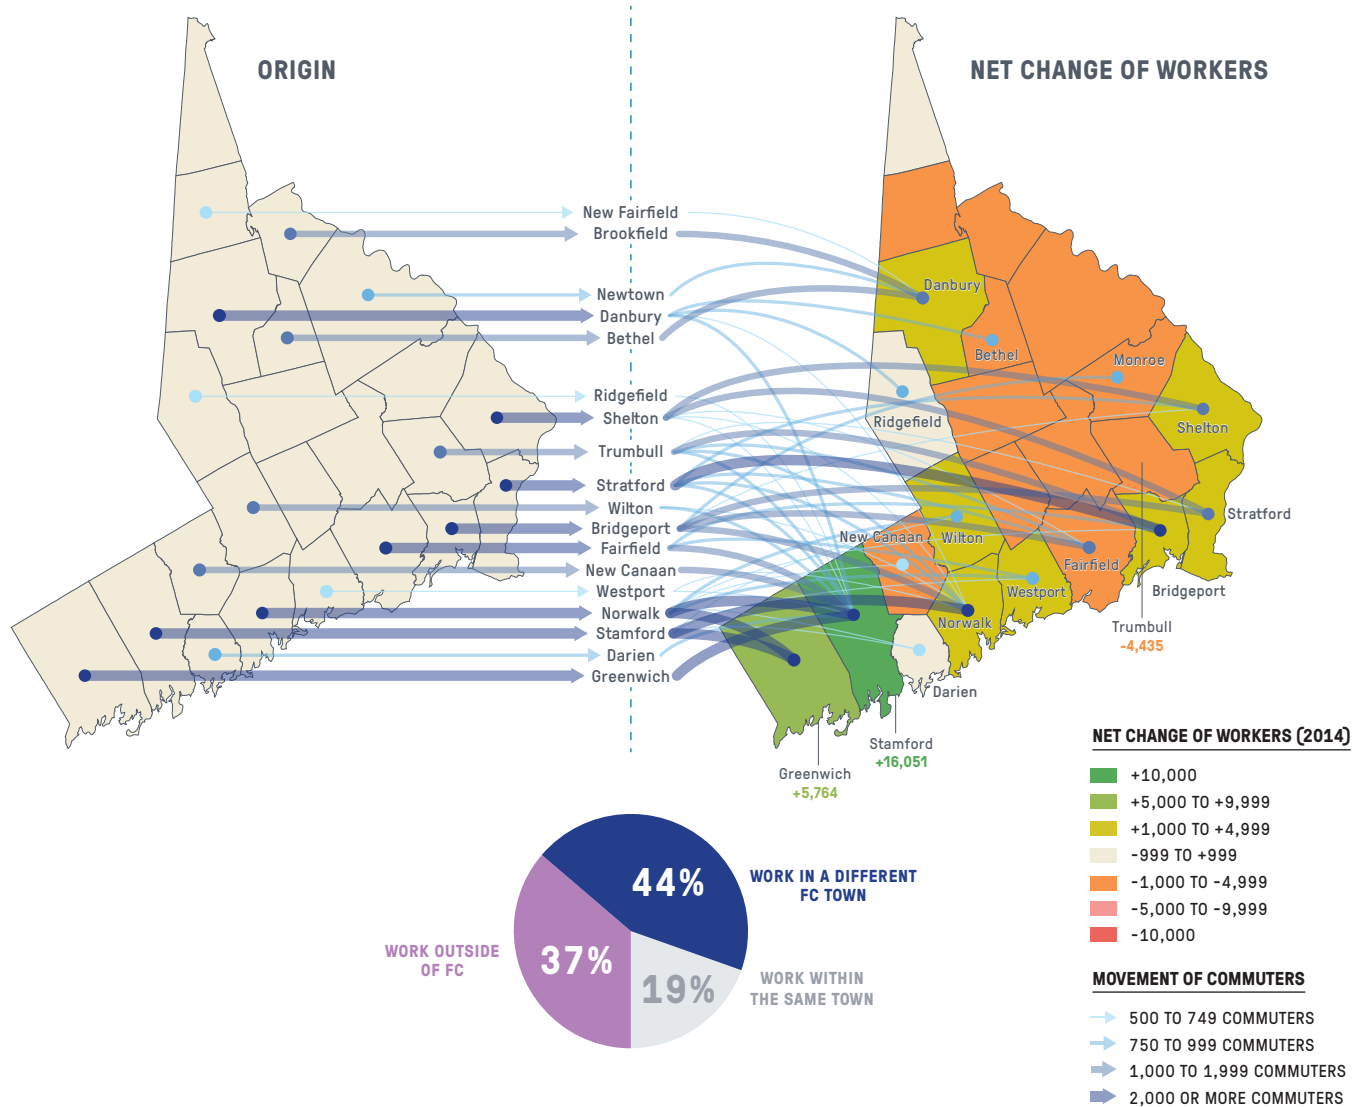 ORIGIN
NET CHANGE OF WORKERS
New Fairfield
Brookfield
Newtown
Danbury
Bethel
Ridgefield
Shelton
Trumbull
Stratford
Wilton
Bridgeport
Fairfield
New Canaan
Westport
Norwalk
Stamford
Darien
Greenwich
Danbury
Bethel
Monroe
Ridgefield
Shelton
Stratford
New Canaan
Wilton
Fairfield
Westport
Bridgeport
Norwalk
Trumbull
-4,435
Darien
Stamford
+16,051
Greenwich
+5,764
NET CHANGE OF WORKERS (2014)
+10,000
+5,000 TO +9,999
+1,000 TO +4,999
-999 TO +999
-1,000 TO -4,999
-5,000 TO -9,999
-10,000
MOVEMENT OF COMMUTERS
500 TO 749 COMMUTERS
750 TO 999 COMMUTERS
1,000 TO 1,999 COMMUTERS
2,000 OR MORE COMMUTERS
44%
WORK IN A DIFFERENT
FC TOWN
37%
WORK OUTSIDE
OF FC
19%
WORK WITHIN
THE SAME TOWN